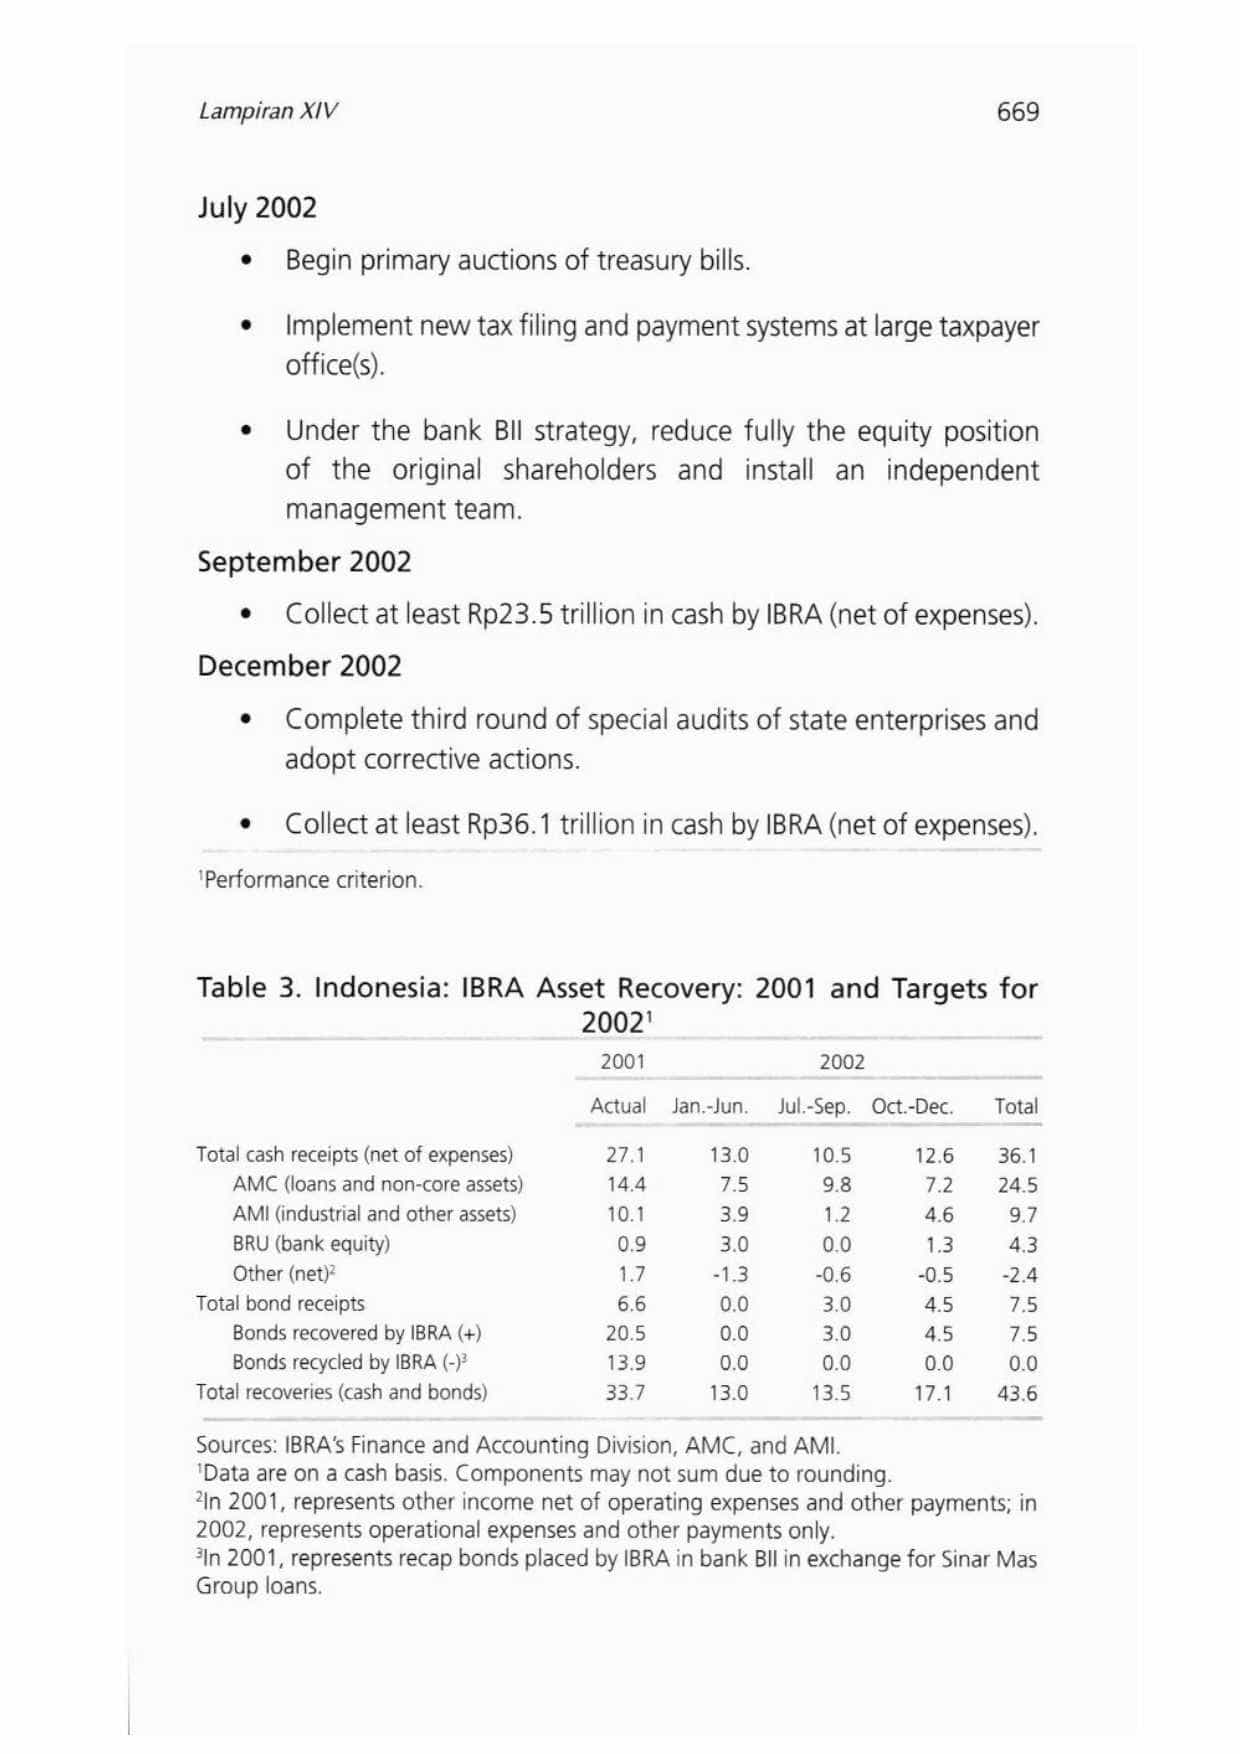 Lampiran XIV 669
July 2002
• Begin primary auctions of treasury bills.
• Implement new tax filing and payment systems at large taxpayer
office(s).
• Under the bank BII strategy, reduce fully the equity position
of the original shareholders and install an independent
management team.
September 2002
• Collect at least Rp23.5 trillion in cash by IBRA (net of expenses).
December 2002
• Complete third round of special audits of state enterprises and
adopt corrective actions.
• Collect at least Rp36.1 trillion in cash by IBRA (net of expenses).
¹Performance criterion.
Table 3. Indonesia: IBRA Asset Recovery: 2001 and Targets for
2002¹
2001 2002
Actual Jan.-Jun. Jul.-Sep. Oct.-Dec. Total
Total cash receipts (net of expenses) 27.1 13.0 10.5 12.6 36.1
AMC (loans and non-core assets) 14.4 7.5 9.8 7.2 24.5
AMI (industrial and other assets) 10.1 3.9 1.2 4.6 9.7
BRU (bank equity) 0.9 3.0 0.0 1.3 4.3
Other (net)² 1.7 -1.3 -0.6 -0.5 -2.4
Total bond receipts 6.6 0.0 3.0 4.5 7.5
Bonds recovered by IBRA (+) 20.5 0.0 3.0 4.5 7.5
Bonds recycled by IBRA (-)³ 13.9 0.0 0.0 0.0 0.0
Total recoveries (cash and bonds) 33.7 13.0 13.5 17.1 43.6
Sources: IBRA's Finance and Accounting Division, AMC, and AMI.
¹Data are on a cash basis. Components may not sum due to rounding.
²In 2001, represents other income net of operating expenses and other payments; in
2002, represents operational expenses and other payments only.
³In 2001, represents recap bonds placed by IBRA in bank BII in exchange for Sinar Mas
Group loans.